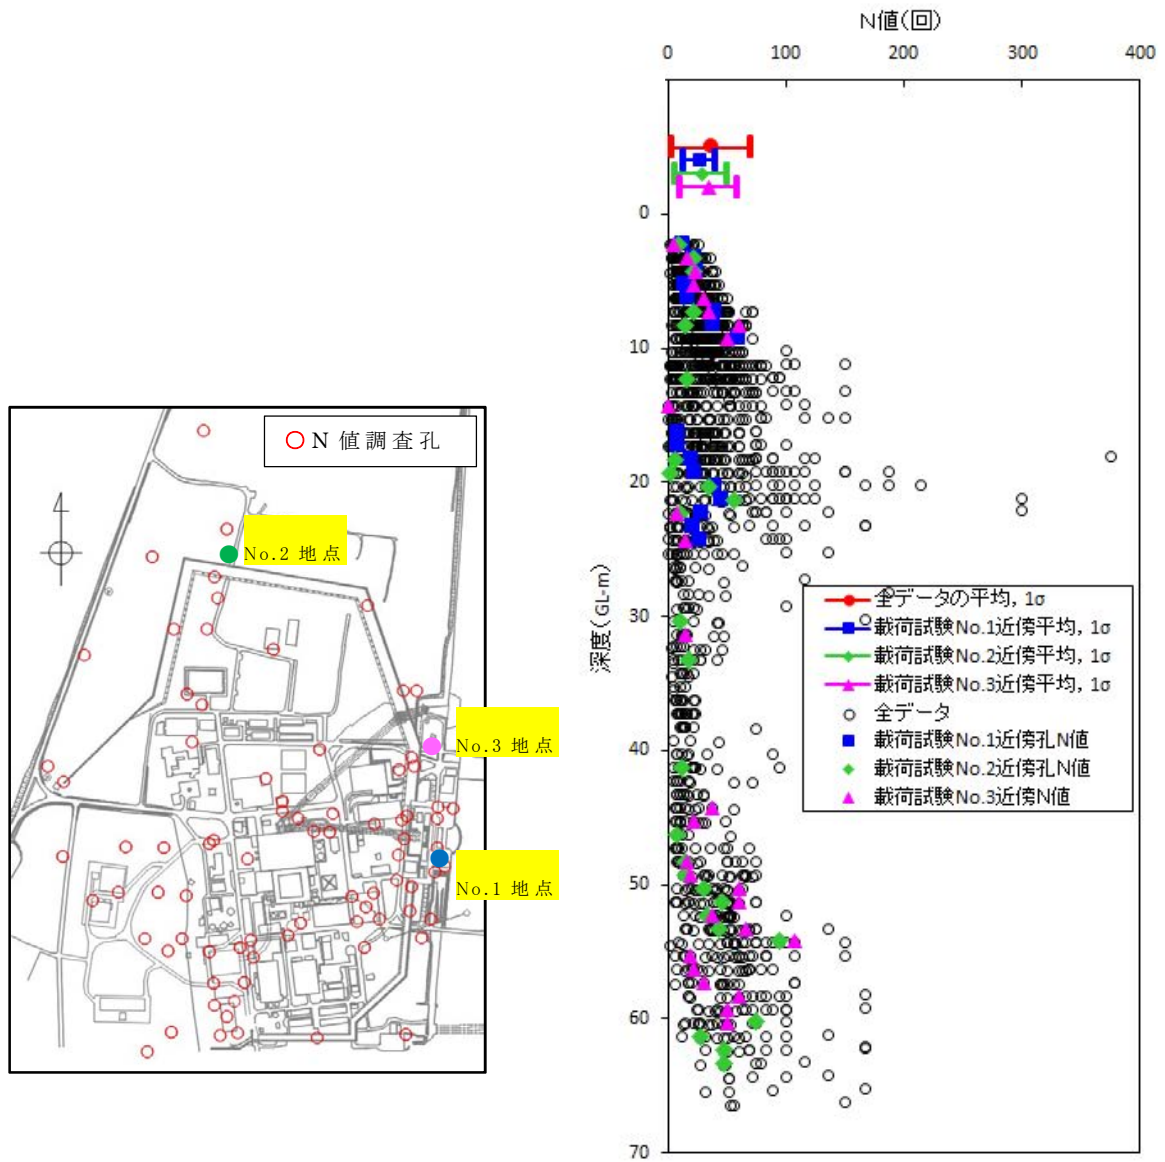 N値(回)
0 100 200 300 400
0
10
20
30
40
50
60
70
深度(GL-m)
全データの平均, 1σ
載荷試験No.1近傍平均, 1σ
載荷試験No.2近傍平均, 1σ
載荷試験No.3近傍平均, 1σ
全データ
載荷試験No.1近傍孔N値
載荷試験No.2近傍孔N値
載荷試験No.3近傍N値
N 値調査孔
No.2 地点
No.3 地点
No.1 地点